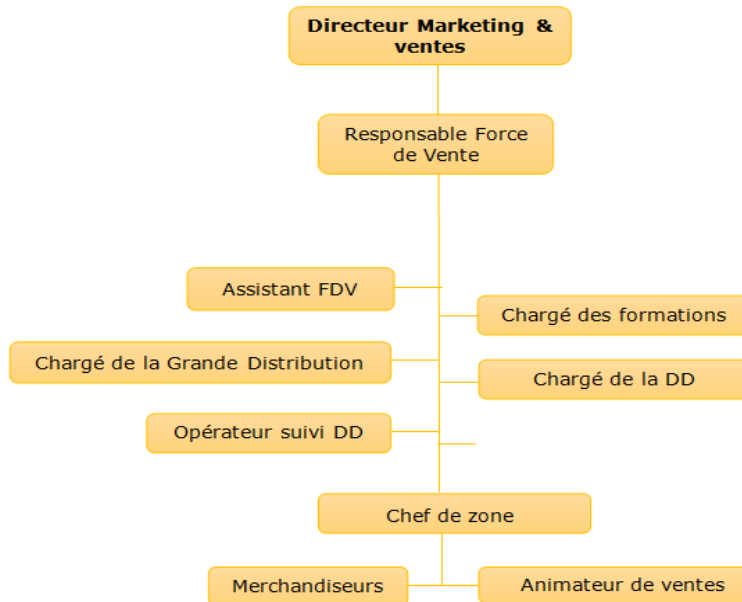 Directeur Marketing &
ventes
Responsable Force
de Vente
Assistant FDV
Chargé des formations
Chargé de la Grande Distribution
Chargé de la DD
Opérateur suivi DD
Chef de zone
Merchandiseurs
Animateur de ventes